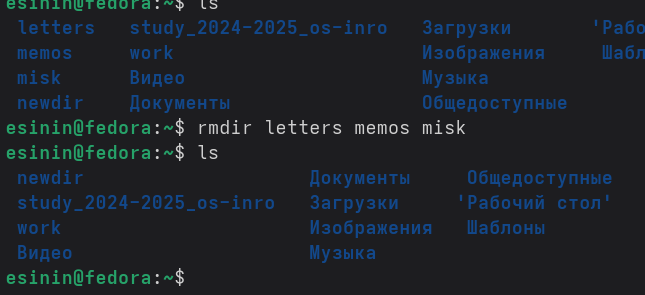 esinin@fedora:~$ ls
letters study_2024-2025_os-inro Загрузки
memos work Изображения
misk Видео Музыка
newdir Документы Общедоступные
esinin@fedora:~$ rmdir letters memos misk
esinin@fedora:~$ ls
newdir Документы Общедоступные
study_2024-2025_os-inro Загрузки 'Рабочий стол'
work Изображения Шаблоны
Видео Музыка
esinin@fedora:~$